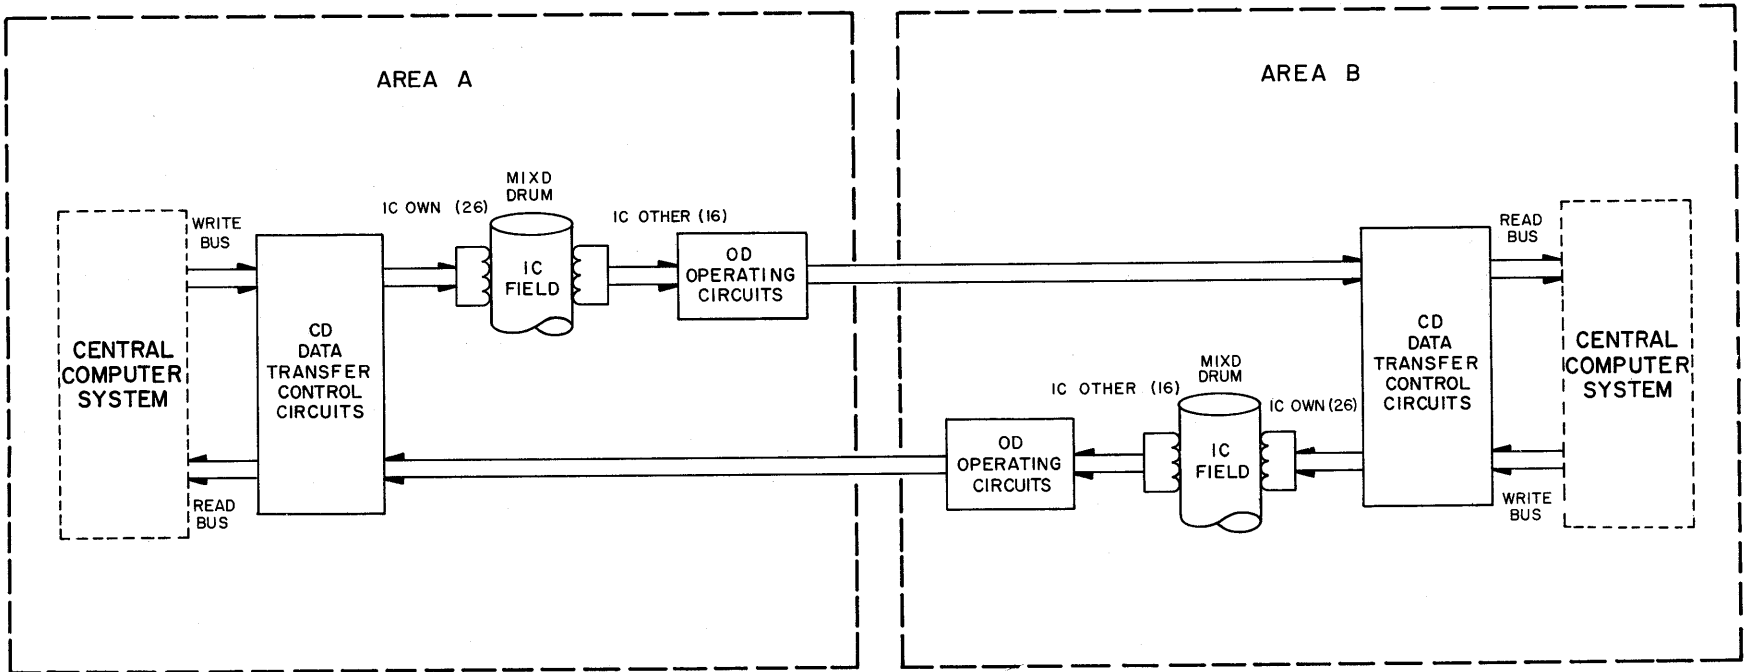 AREA A
AREA B
MIXD
DRUM
IC OWN (26)
IC OTHER (16)
WRITE
BUS
READ
BUS
IC
FIELD
OD
OPERATING
CIRCUITS
CD
DATA
TRANSFER
CONTROL
CIRCUITS
CENTRAL
COMPUTER
SYSTEM
READ
BUS
CD
DATA
TRANSFER
CONTROL
CIRCUITS
CENTRAL
COMPUTER
SYSTEM
MIXD
DRUM
IC OTHER (16)
IC OWN (26)
OD
OPERATING
CIRCUITS
IC
FIELD
WRITE
BUS